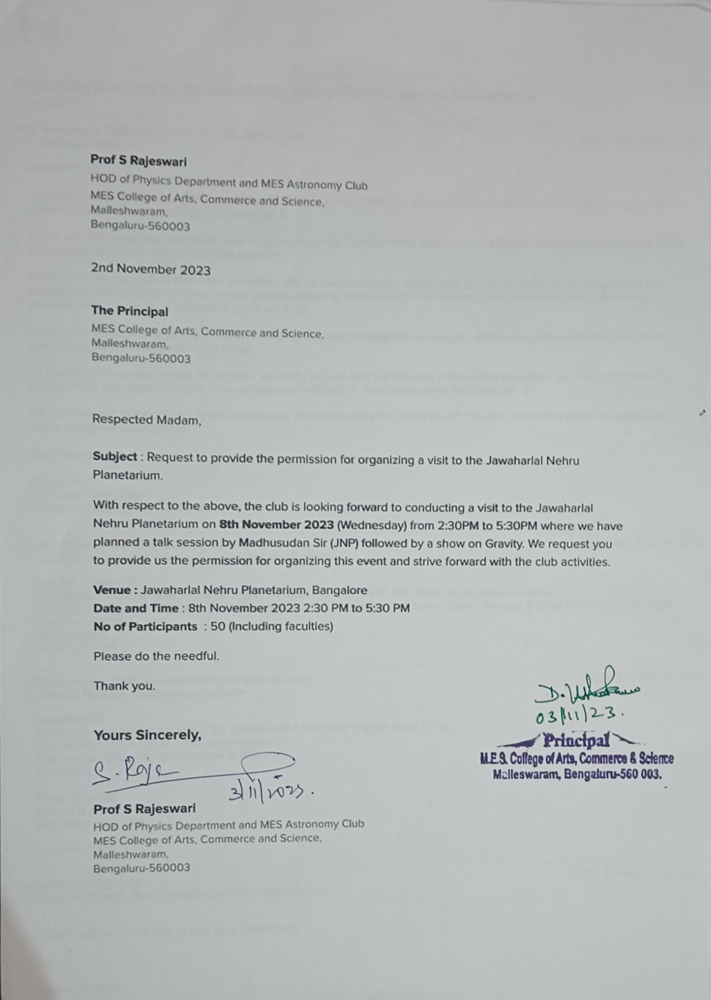 Prof S Rajeswari
HOD of Physics Department and MES Astronomy Club
MES College of Arts, Commerce and Science,
Malleshwaram,
Bengaluru-560003
2nd November 2023
The Principal
MES College of Arts, Commerce and Science,
Malleshwaram,
Bengaluru-560003
Respected Madam,
Subject : Request to provide the permission for organizing a visit to the Jawaharlal Nehru
Planetarium.
With respect to the above, the club is looking forward to conducting a visit to the Jawaharlal
Nehru Planetarium on 8th November 2023 (Wednesday) from 2:30PM to 5:30PM where we have
planned a talk session by Madhusudan Sir (JNP) followed by a show on Gravity. We request you
to provide us the permission for organizing this event and strive forward with the club activities.
Venue : Jawaharlal Nehru Planetarium, Bangalore
Date and Time : 8th November 2023 2:30 PM to 5:30 PM
No of Participants : 50 (Including faculties)
Please do the needful.
Thank you.
D.
03/11/23.
Principal
M.E.S. College of Arts, Commerce & Science
Malleswaram, Bengaluru-560 003.
Yours Sincerely,
S. Raje
3/11/2023.
Prof S Rajeswari
HOD of Physics Department and MES Astronomy Club
MES College of Arts, Commerce and Science,
Malleshwaram,
Bengaluru-560003